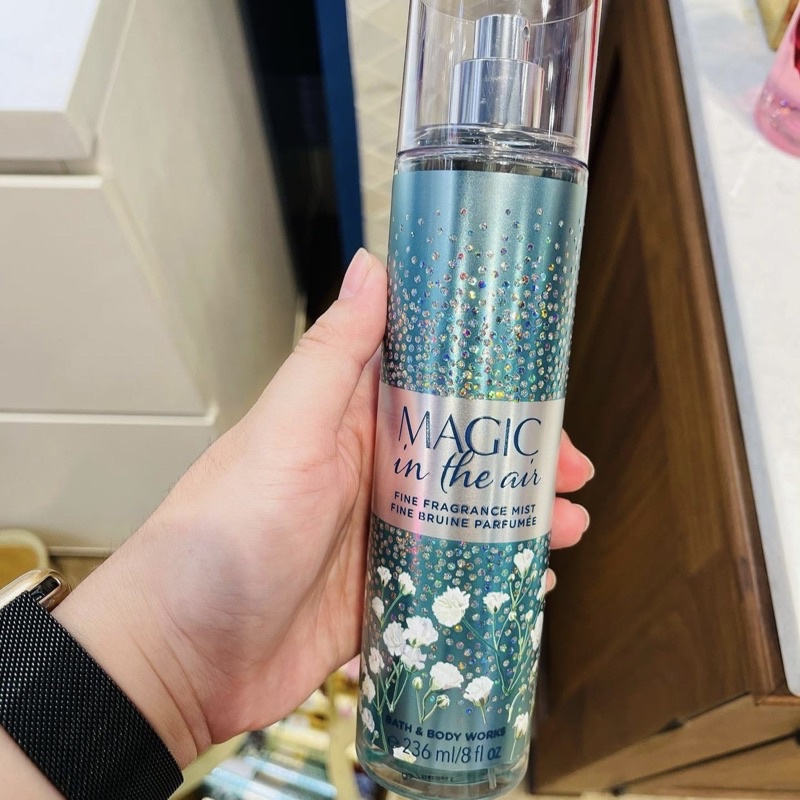 MAGIC
in the air
FINE FRAGRANCE MIST
FINE BRUINE PARFUMÉE
BATH & BODY WORKS
℮ 236 ml/8 fl oz